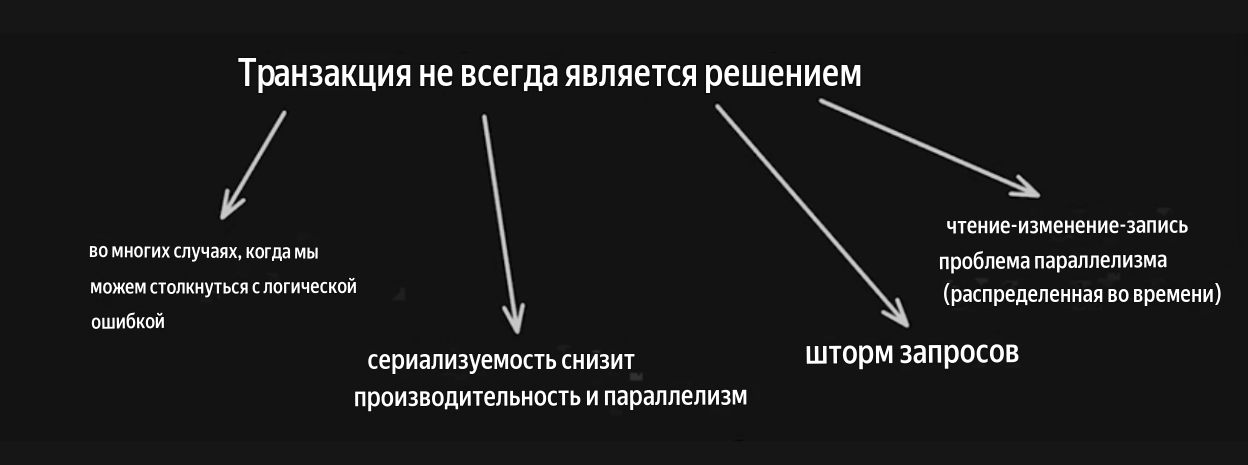 Транзакция не всегда является решением
во многих случаях, когда мы
можем столкнуться с логической
ошибкой
сериализуемость снизит
производительность и параллелизм
шторм запросов
чтение-изменение-запись
проблема параллелизма
(распределенная во времени)